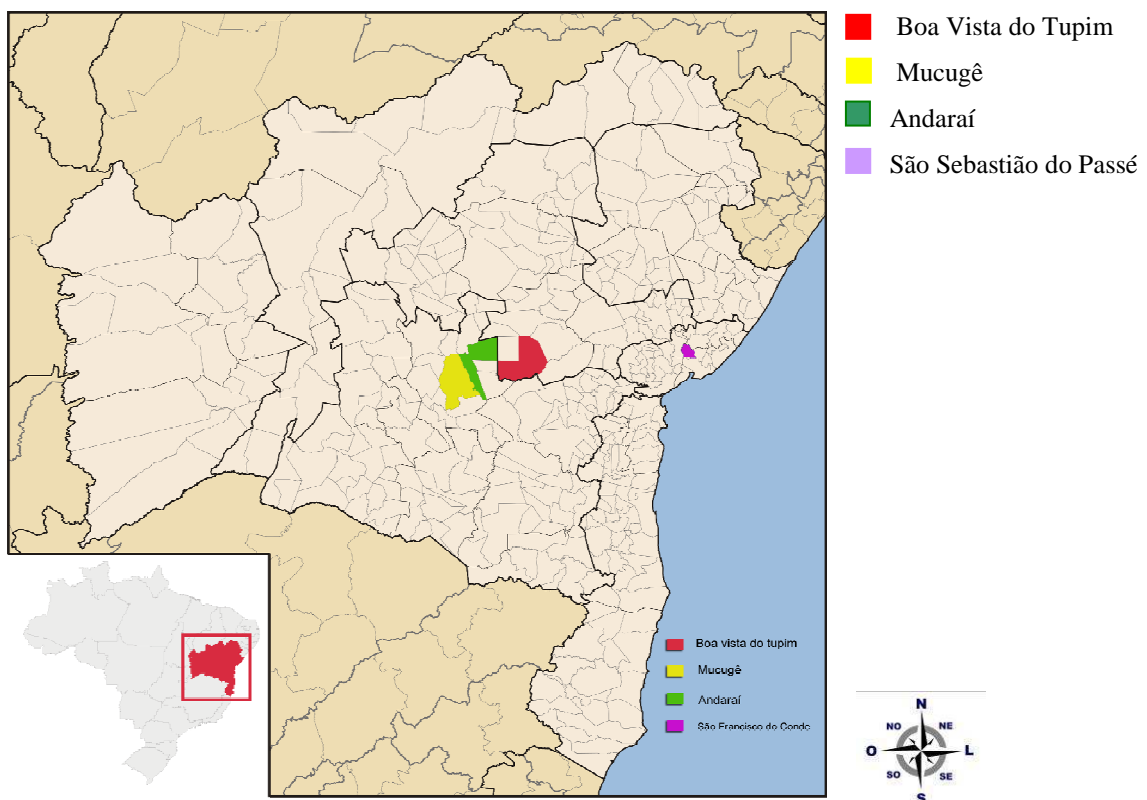 Boa Vista do Tupim
Mucugê
Andaraí
São Sebastião do Passé
Boa vista do tupim
Mucugê
Andaraí
São Francisco do Conde
N
NO NE
O L
SO SE
S